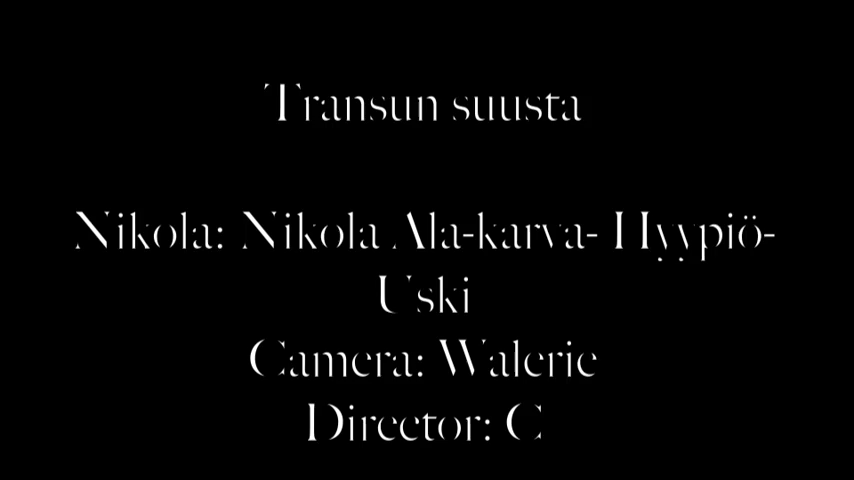 Transun suusta
Nikola: Nikola Ala-karva- Hyypiö-
Uski
Camera: Walerie
Director: C